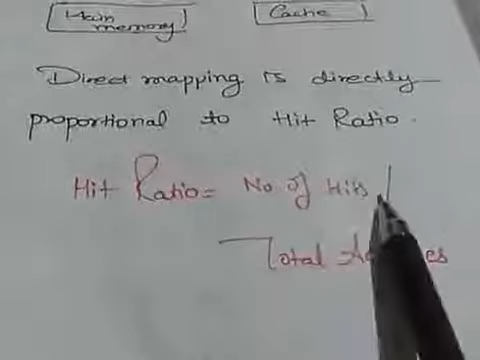 Main memory
Cache
Direct mapping is directly
proportional to Hit Ratio.
Hit Ratio = No. of Hits /
Total